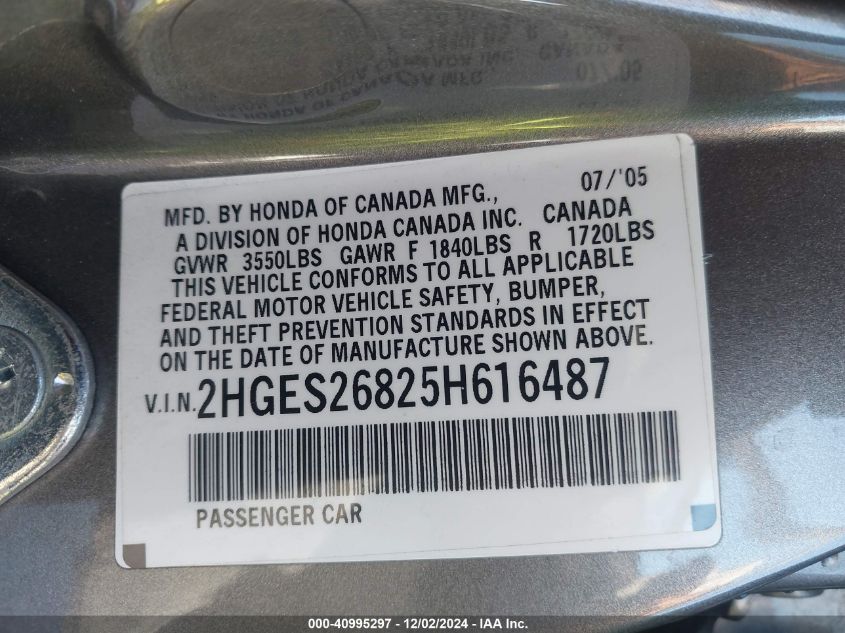 07/'05
MFD. BY HONDA OF CANADA MFG.,
A DIVISION OF HONDA CANADA INC. CANADA
GVWR 3550LBS GAWR F 1840LBS R 1720LBS
THIS VEHICLE CONFORMS TO ALL APPLICABLE
FEDERAL MOTOR VEHICLE SAFETY, BUMPER,
AND THEFT PREVENTION STANDARDS IN EFFECT
ON THE DATE OF MANUFACTURE SHOWN ABOVE.
V.I.N. 2HGES26825H616487
PASSENGER CAR
000-40995297 - 12/02/2024 - IAAI Inc.